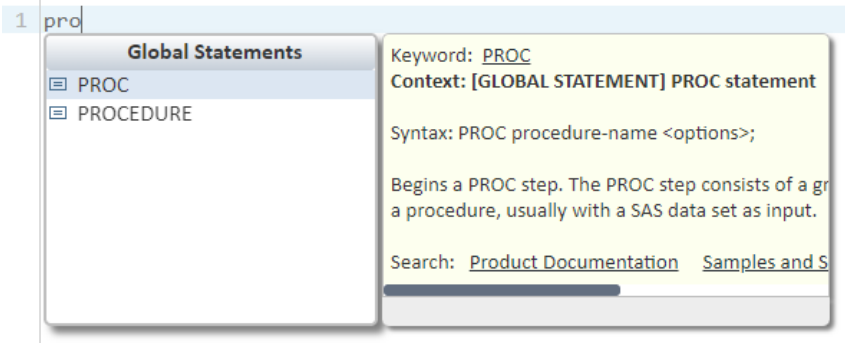 1 pro
Global Statements
PROC
PROCEDURE
Keyword: PROC
Context: [GLOBAL STATEMENT] PROC statement
Syntax: PROC procedure-name <options>;
Begins a PROC step. The PROC step consists of a gr
a procedure, usually with a SAS data set as input.
Search: Product Documentation Samples and S